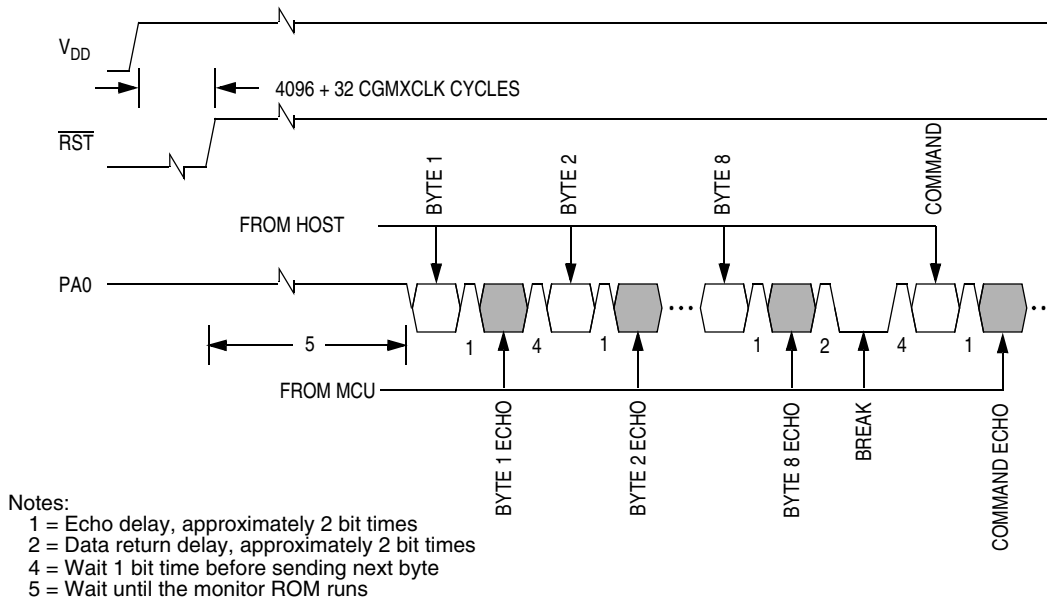 VDD
4096 + 32 CGMXCLK CYCLES
RST
BYTE 1
BYTE 2
BYTE 8
COMMAND
FROM HOST
PA0
5
1
4
1
1
2
4
1
FROM MCU
BYTE 1 ECHO
BYTE 2 ECHO
BYTE 8 ECHO
BREAK
COMMAND ECHO
Notes:
1 = Echo delay, approximately 2 bit times
2 = Data return delay, approximately 2 bit times
4 = Wait 1 bit time before sending next byte
5 = Wait until the monitor ROM runs